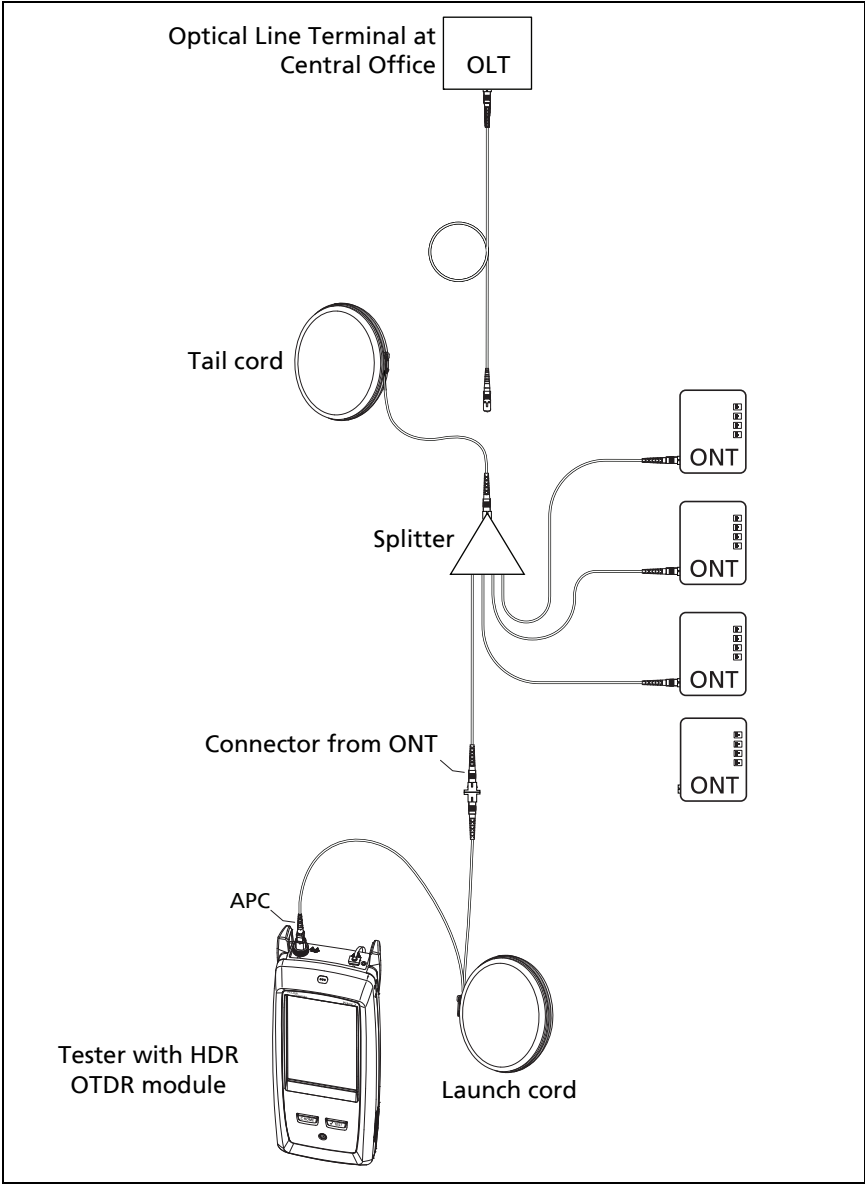 Optical Line Terminal at
Central Office
OLT
Tail cord
ONT
Splitter
ONT
ONT
Connector from ONT
ONT
APC
Tester with HDR
OTDR module
Launch cord